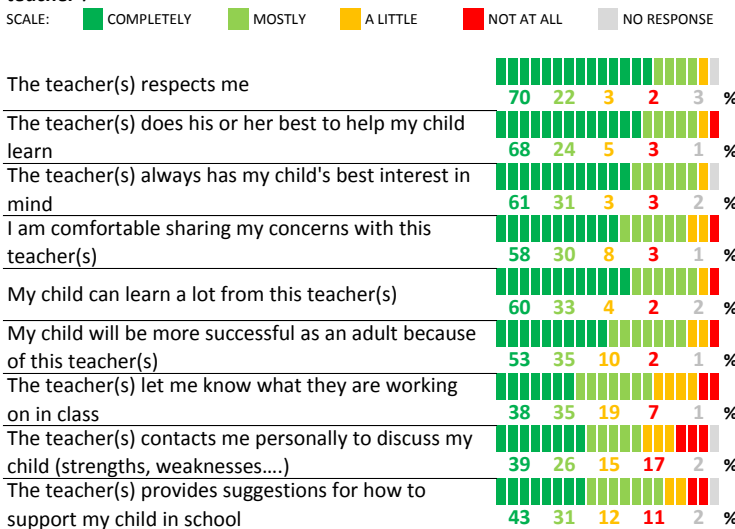 teacher?
SCALE: COMPLETELY MOSTLY A LITTLE NOT AT ALL NO RESPONSE
The teacher(s) respects me
70 22 3 2 3 %
The teacher(s) does his or her best to help my child
learn
68 24 5 3 1 %
The teacher(s) always has my child's best interest in
mind
61 31 3 3 2 %
I am comfortable sharing my concerns with this
teacher(s)
58 30 8 3 1 %
My child can learn a lot from this teacher(s)
60 33 4 2 2 %
My child will be more successful as an adult because
of this teacher(s)
53 35 10 2 1 %
The teacher(s) let me know what they are working
on in class
38 35 19 7 1 %
The teacher(s) contacts me personally to discuss my
child (strengths, weaknesses....)
39 26 15 17 2 %
The teacher(s) provides suggestions for how to
support my child in school
43 31 12 11 2 %